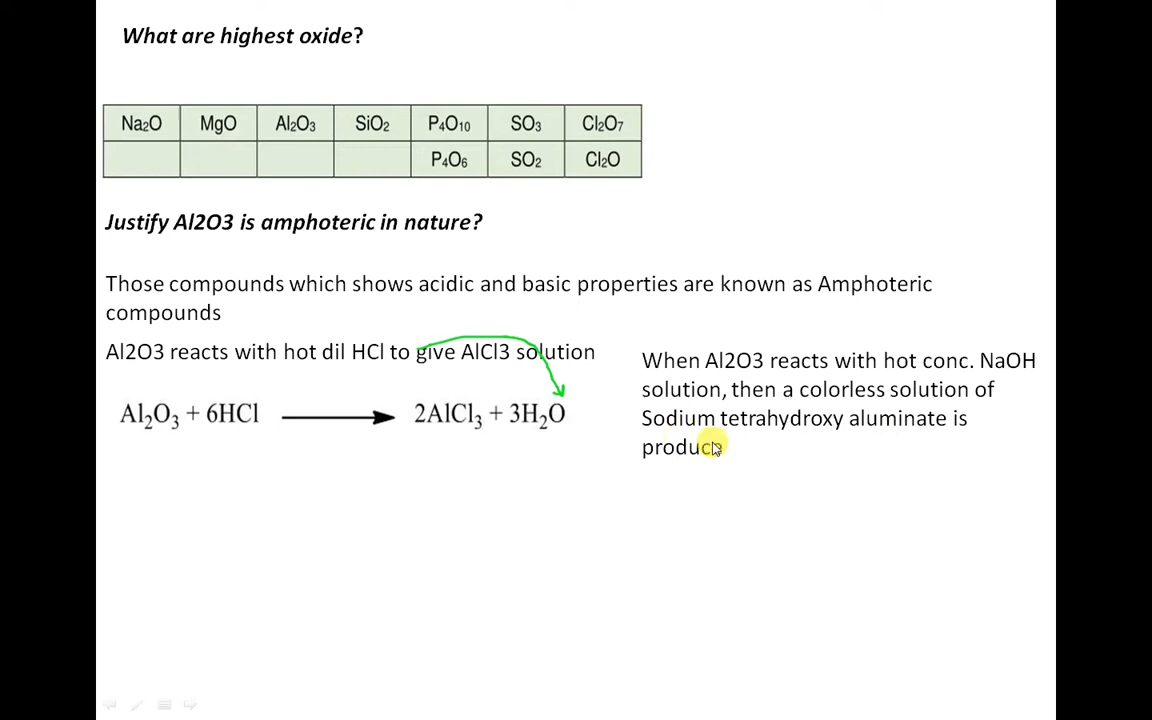 What are highest oxide?
Na2O MgO Al2O3 SiO2 P4O10 SO3 Cl2O7
P4O6 SO2 Cl2O
Justify Al2O3 is amphoteric in nature?
Those compounds which shows acidic and basic properties are known as Amphoteric
compounds
Al2O3 reacts with hot dil HCl to give AlCl3 solution
Al2O3 + 6HCl ⟶ 2AlCl3 + 3H2O
When Al2O3 reacts with hot conc. NaOH
solution, then a colorless solution of
Sodium tetrahydroxy aluminate is
produce